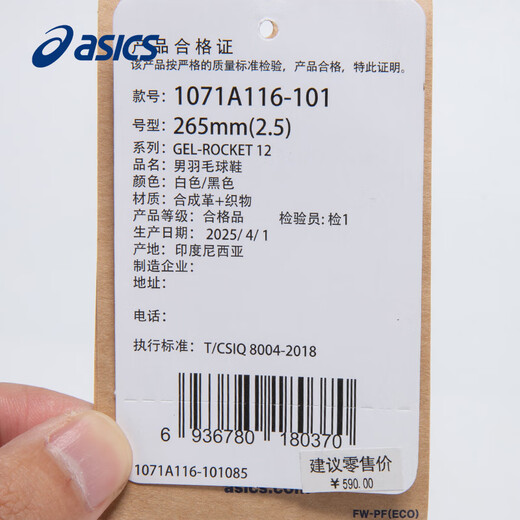 asics
产品合格证
该产品按严格的质量标准检验，产品合格，特此证明。
款号: 1071A116-101
号型: 265mm(2.5)
系列: GEL-ROCKET 12
品名: 男羽毛球鞋
颜色: 白色/黑色
材质: 合成革+织物
产品等级: 合格品 检验员: 检1
生产日期: 2025/ 4/ 1
产地: 印度尼西亚
制造企业:
地址:
电话:
执行标准: T/CSIQ 8004-2018
6 936780 180370
1071A116-101085
建议零售价
￥590.00
asics.com
FW-PF(ECO)